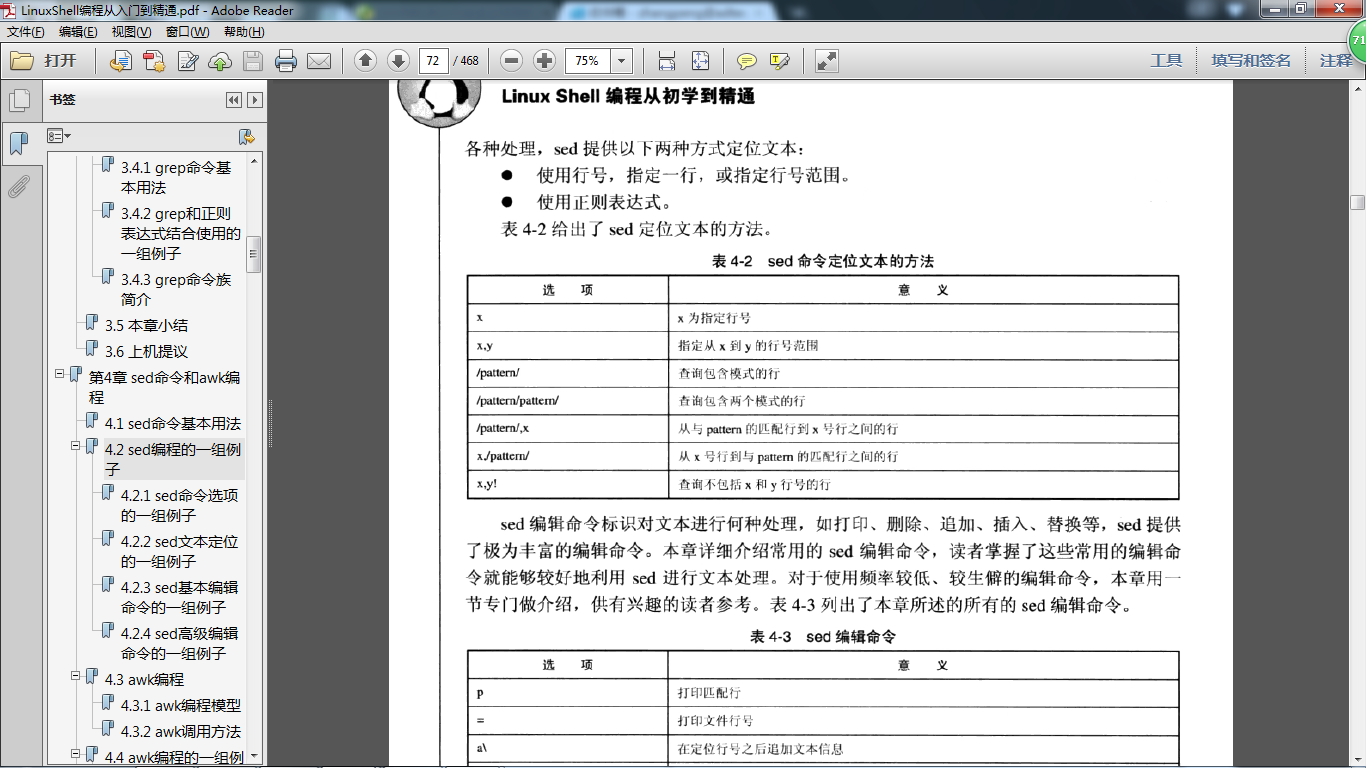 LinuxShell编程从入门到精通.pdf - Adobe Reader
文件(F) 编辑(E) 视图(V) 窗口(W) 帮助(H)
打开 72 / 468 75% 工具 填写和签名 注释
71
书签
3.4.1 grep命令基
本用法
3.4.2 grep和正则
表达式结合使用的
一组例子
3.4.3 grep命令族
简介
3.5 本章小结
3.6 上机提议
第4章 sed命令和awk编
程
4.1 sed命令基本用法
4.2 sed编程的一组例
子
4.2.1 sed命令选项
的一组例子
4.2.2 sed文本定位
的一组例子
4.2.3 sed基本编辑
命令的一组例子
4.2.4 sed高级编辑
命令的一组例子
4.3 awk编程
4.3.1 awk编程模型
4.3.2 awk调用方法
4.4 awk编程的一组例
Linux Shell 编程从初学到精通
各种处理，sed 提供以下两种方式定位文本：
● 使用行号，指定一行，或指定行号范围。
● 使用正则表达式。
表 4-2 给出了 sed 定位文本的方法。
表 4-2 sed 命令定位文本的方法
选 项 意 义
x x 为指定行号
x,y 指定从 x 到 y 的行号范围
/pattern/ 查询包含模式的行
/pattern/pattern/ 查询包含两个模式的行
/pattern/,x 从与 pattern 的匹配行到 x 号行之间的行
x,/pattern/ 从 x 号行到与 pattern 的匹配行之间的行
x,y! 查询不包括 x 和 y 行号的行
sed 编辑命令标识对文本进行何种处理，如打印、删除、追加、插入、替换等，sed 提供
了极为丰富的编辑命令。本章详细介绍常用的 sed 编辑命令，读者掌握了这些常用的编辑命
令就能够较好地利用 sed 进行文本处理。对于使用频率较低、较生僻的编辑命令，本章用一
节专门做介绍，供有兴趣的读者参考。表 4-3 列出了本章所述的所有的 sed 编辑命令。
表 4-3 sed 编辑命令
选 项 意 义
p 打印匹配行
= 打印文件行号
a\ 在定位行号之后追加文本信息